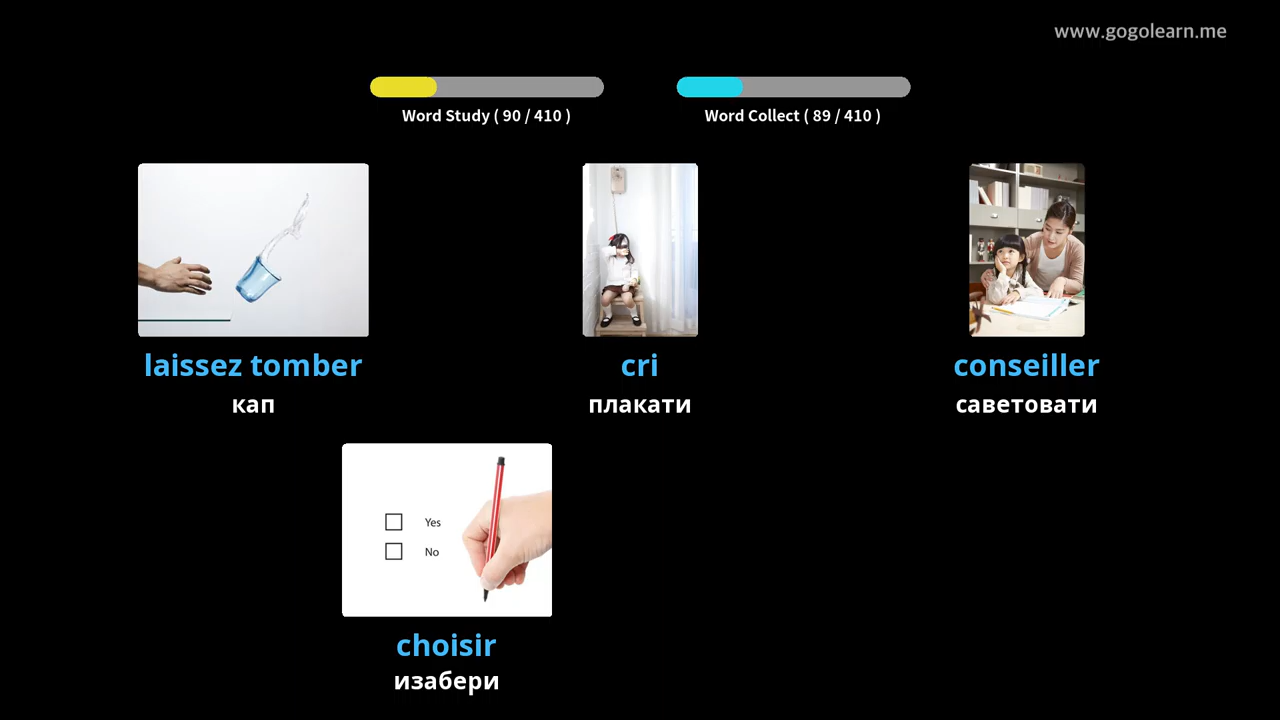 www.gogolearn.me
Word Study ( 90 / 410 )
Word Collect ( 89 / 410 )
laissez tomber
кап
cri
плакати
conseiller
саветовати
Yes
No
choisir
изабери